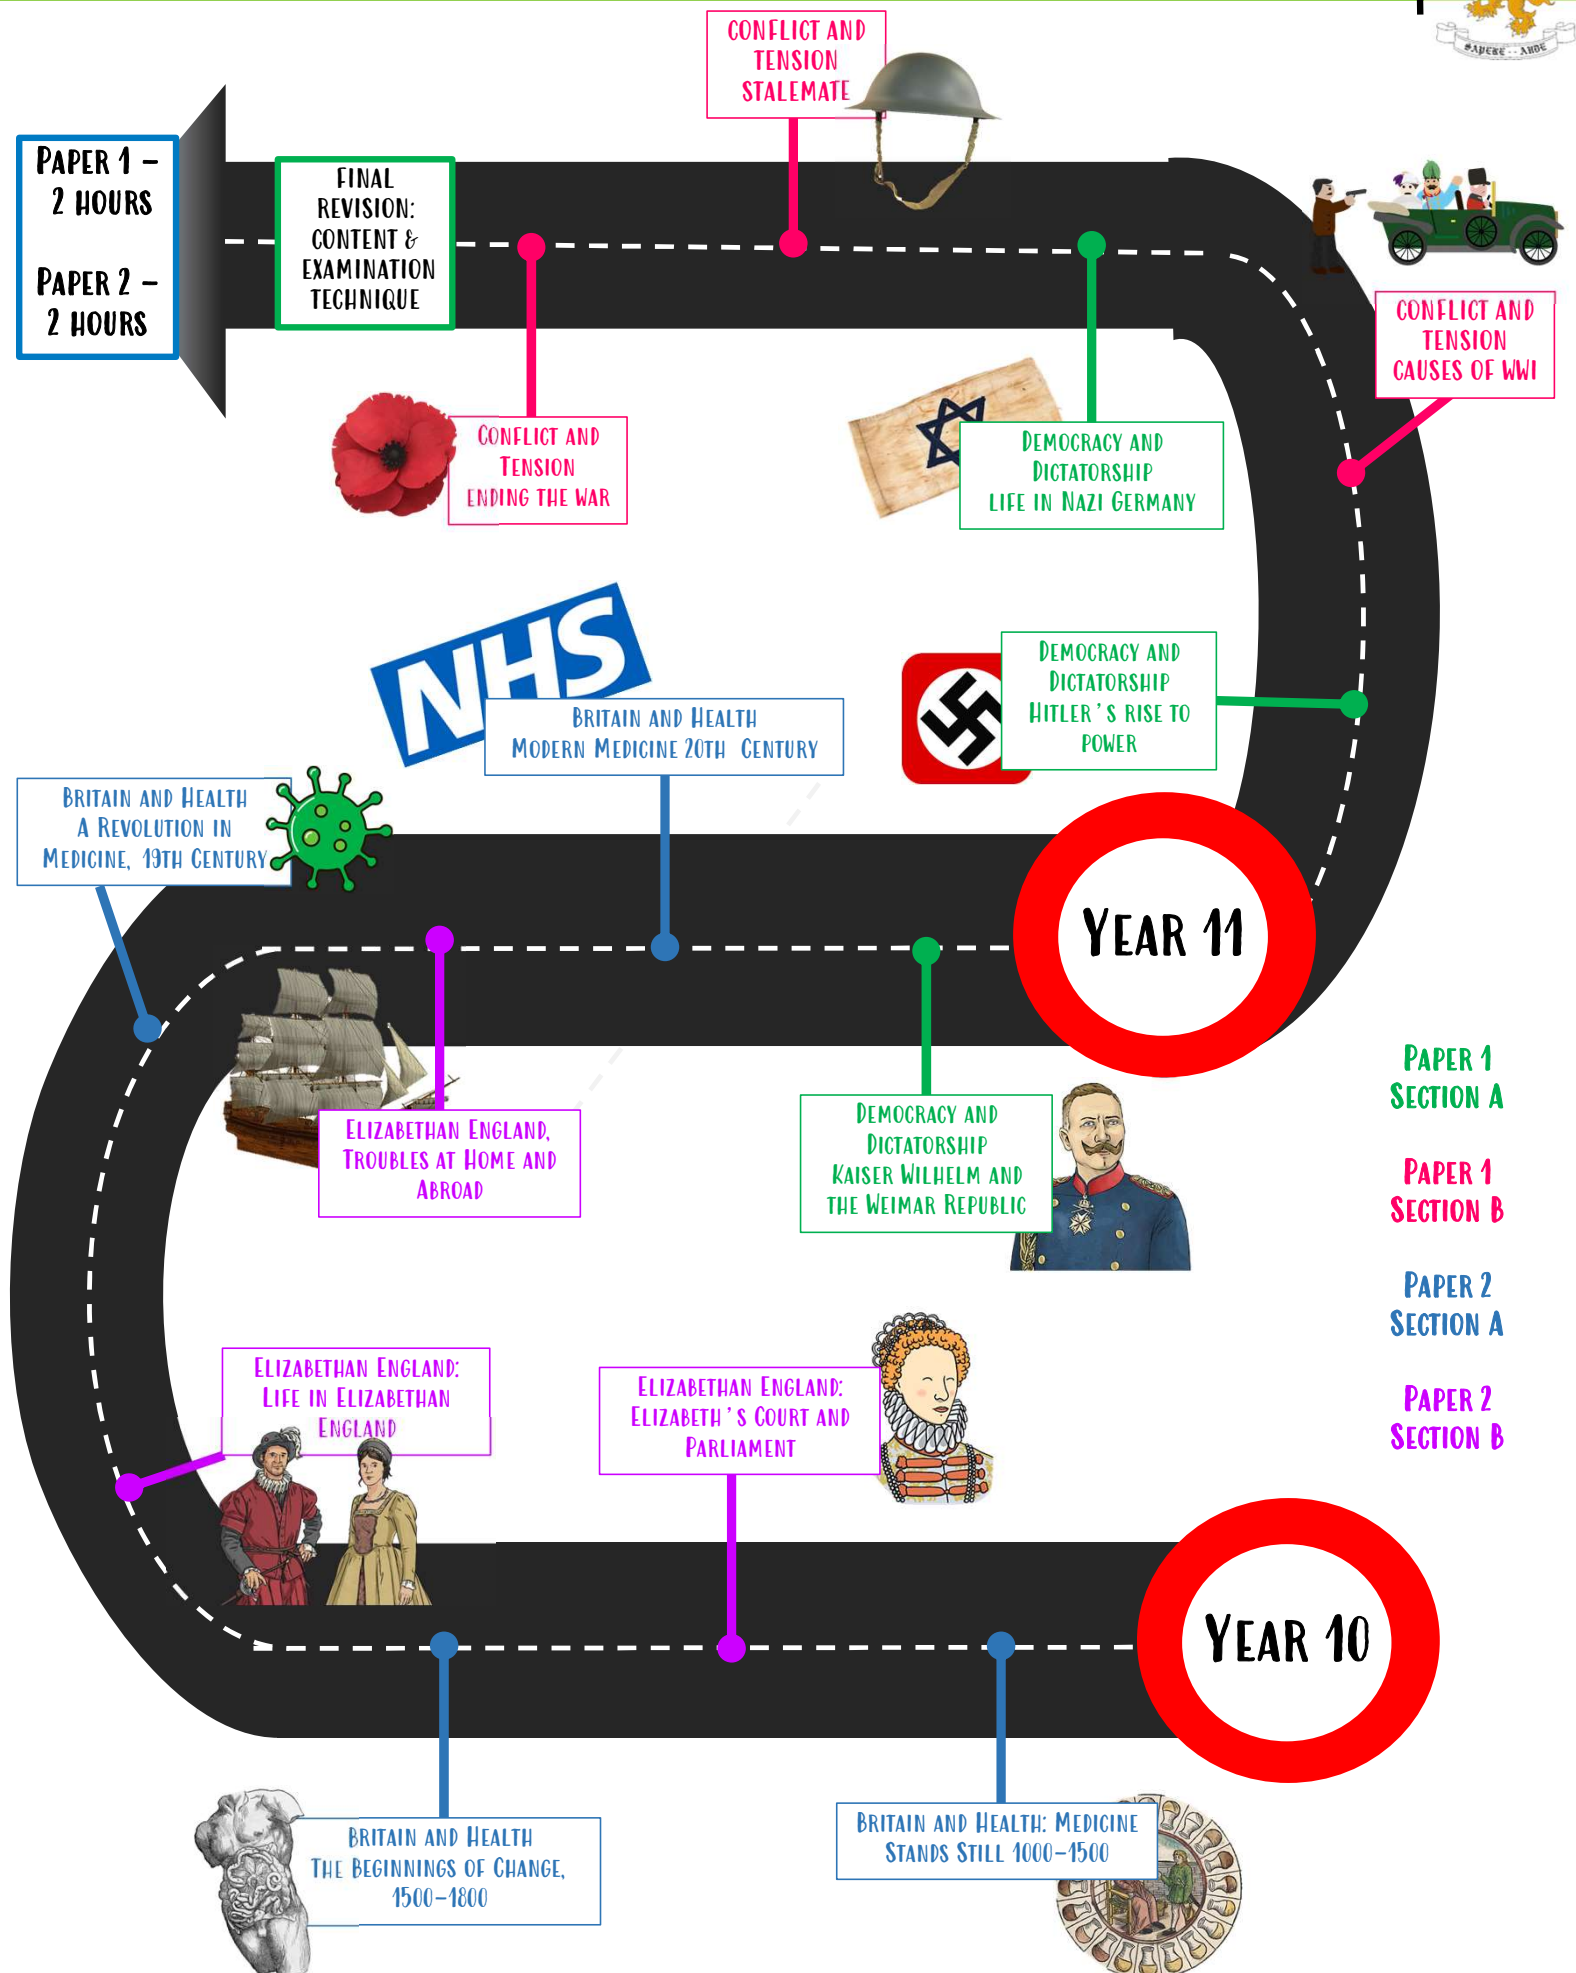 SAPERE - AUDE
CONFLICT AND
TENSION
STALEMATE
PAPER 1 –
2 HOURS
PAPER 2 –
2 HOURS
FINAL
REVISION:
CONTENT &
EXAMINATION
TECHNIQUE
CONFLICT AND
TENSION
CAUSES OF WWI
CONFLICT AND
TENSION
ENDING THE WAR
DEMOCRACY AND
DICTATORSHIP
LIFE IN NAZI GERMANY
NHS
BRITAIN AND HEALTH
MODERN MEDICINE 20TH CENTURY
DEMOCRACY AND
DICTATORSHIP
HITLER'S RISE TO
POWER
BRITAIN AND HEALTH
A REVOLUTION IN
MEDICINE, 19TH CENTURY
YEAR 11
ELIZABETHAN ENGLAND,
TROUBLES AT HOME AND
ABROAD
DEMOCRACY AND
DICTATORSHIP
KAISER WILHELM AND
THE WEIMAR REPUBLIC
PAPER 1
SECTION A
PAPER 1
SECTION B
PAPER 2
SECTION A
PAPER 2
SECTION B
ELIZABETHAN ENGLAND:
LIFE IN ELIZABETHAN
ENGLAND
ELIZABETHAN ENGLAND:
ELIZABETH'S COURT AND
PARLIAMENT
YEAR 10
BRITAIN AND HEALTH
THE BEGINNINGS OF CHANGE,
1500–1800
BRITAIN AND HEALTH: MEDICINE
STANDS STILL 1000–1500